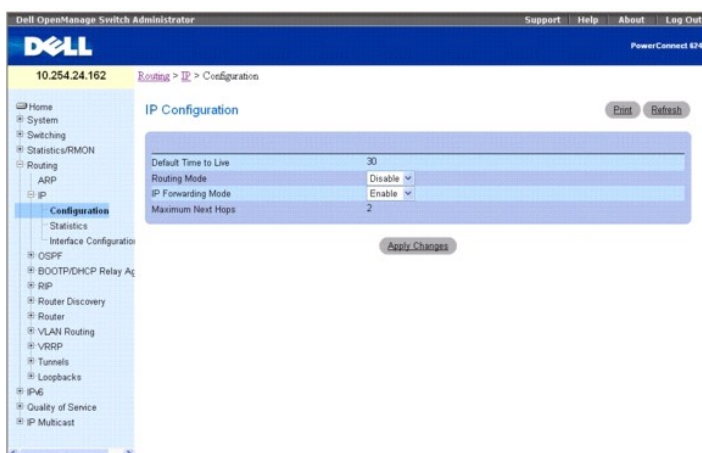 Dell OpenManage Switch Administrator
Support Help About Log Out
DELL
PowerConnect 624
10.254.24.162
Routing > IP > Configuration
Home
System
Switching
Statistics/RMON
Routing
ARP
IP
Configuration
Statistics
Interface Configuration
OSPF
BOOTP/DHCP Relay Ag
RIP
Router Discovery
Router
VLAN Routing
VRRP
Tunnels
Loopbacks
IPv6
Quality of Service
IP Multicast
IP Configuration
Print Refresh
Default Time to Live 30
Routing Mode Disable
IP Forwarding Mode Enable
Maximum Next Hops 2
Apply Changes